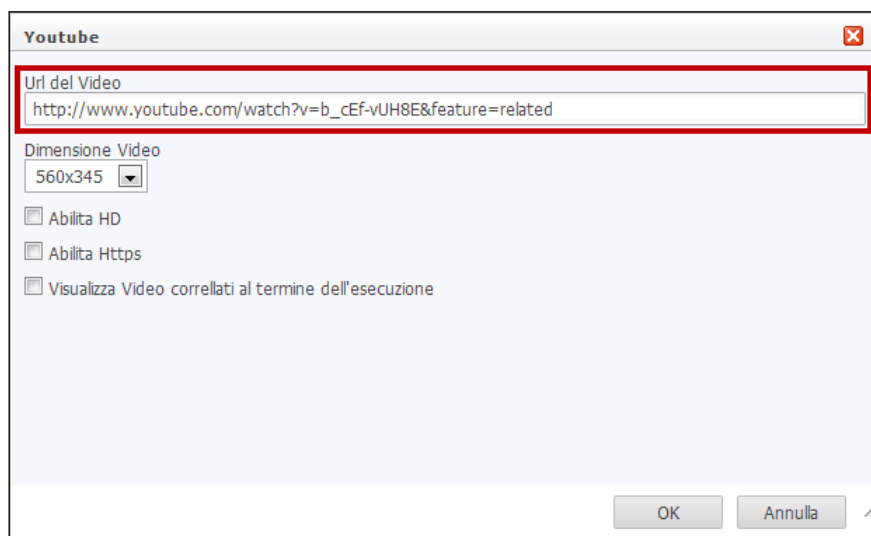 Youtube
Url del Video
http://www.youtube.com/watch?v=b_cEf-vUH8E&feature=related
Dimensione Video
560x345
Abilita HD
Abilita Https
Visualizza Video correllati al termine dell'esecuzione
OK Annulla